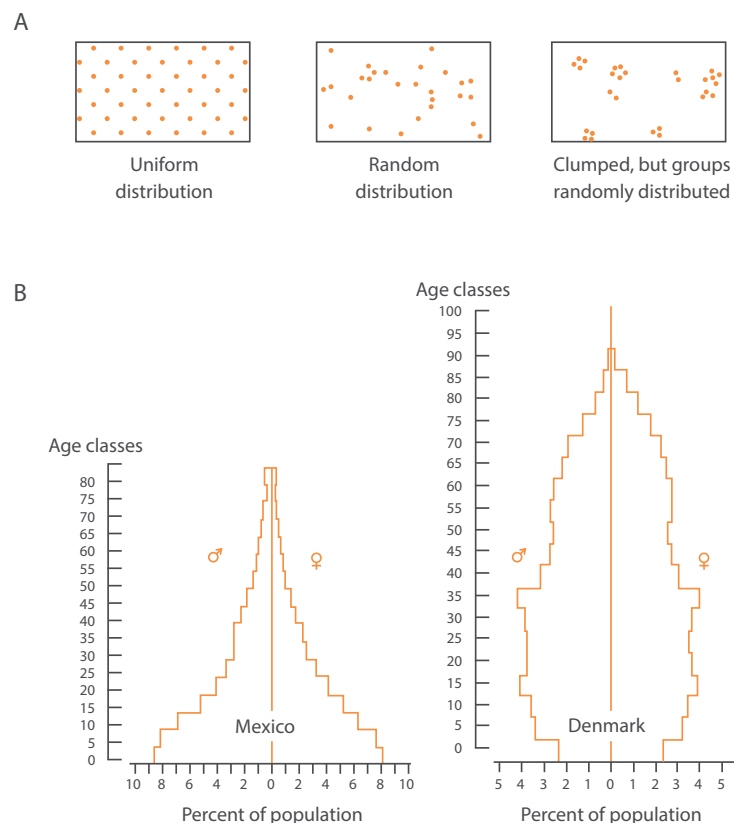 A
Uniform
distribution
Random
distribution
Clumped, but groups
randomly distributed
B
Age classes
80
75
70
65
60
55
50
45
40
35
30
25
20
15
10
5
0
♂
♀
Mexico
10 8 6 4 2 0 2 4 6 8 10
Percent of population
Age classes
100
95
90
85
80
75
70
65
60
55
50
45
40
35
30
25
20
15
10
5
0
♂
♀
Denmark
5 4 3 2 1 0 1 2 3 4 5
Percent of population